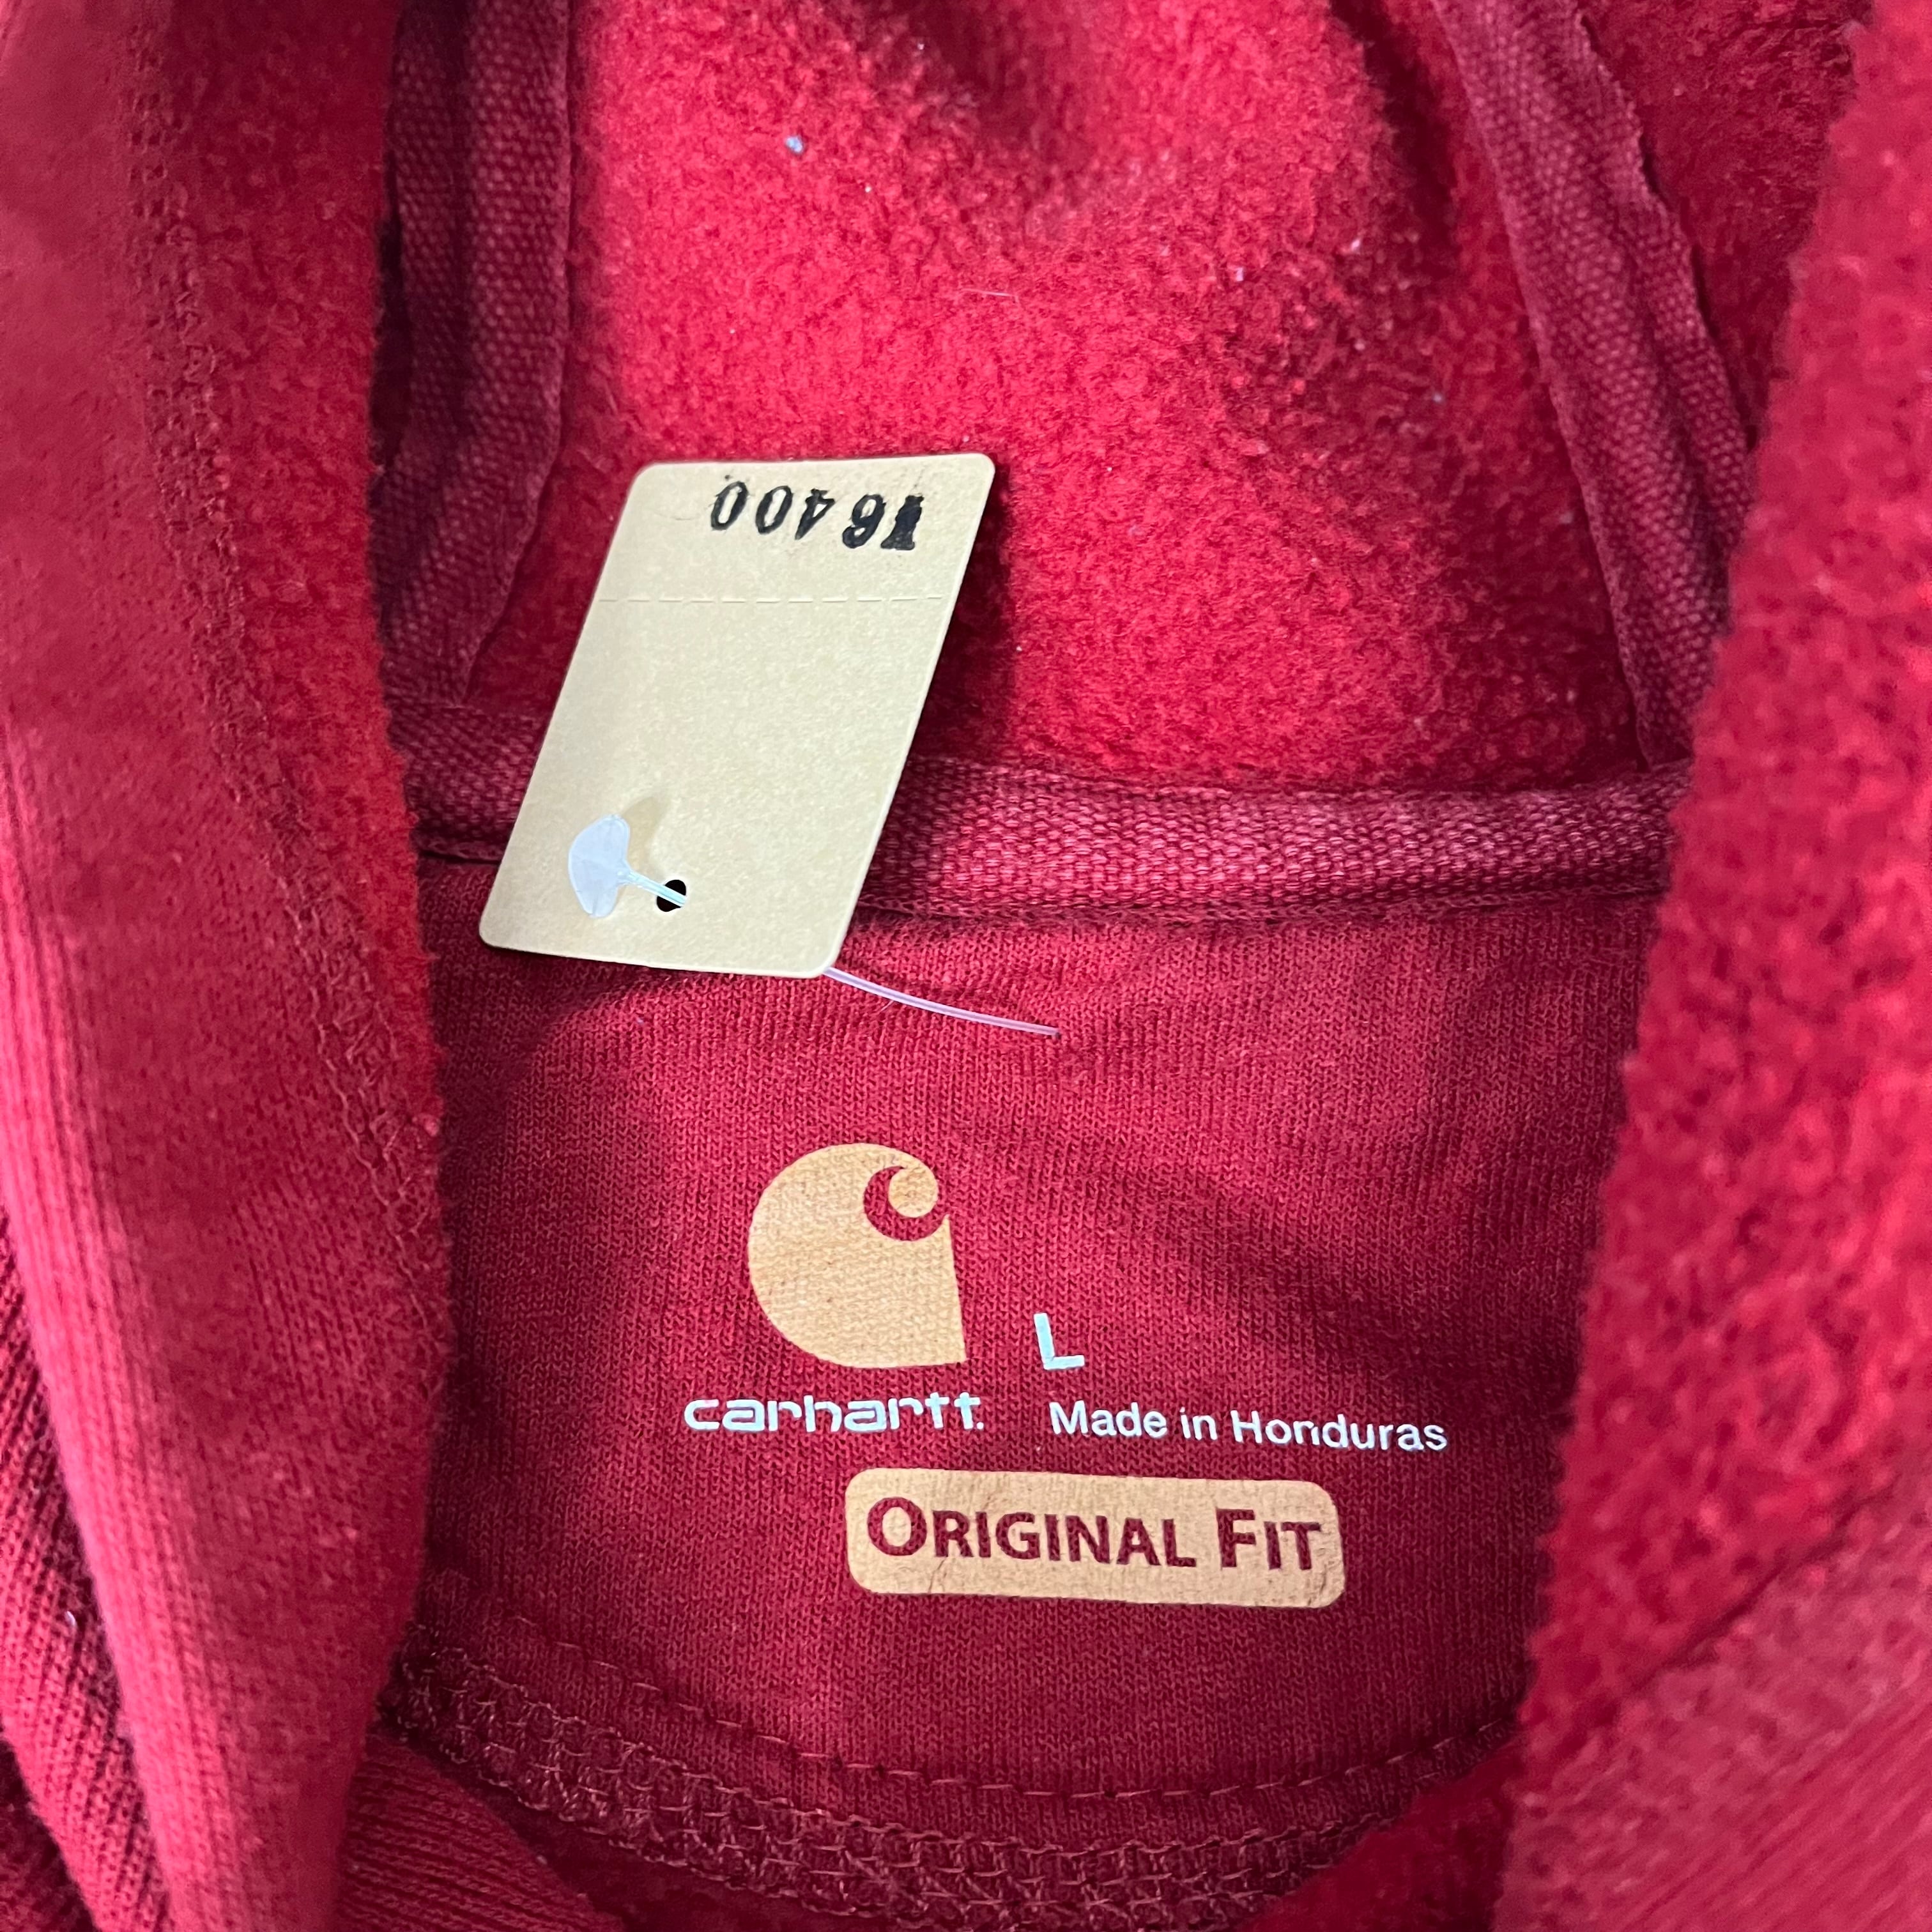 ¥6400
L
carhartt.
Made in Honduras
ORIGINAL FIT